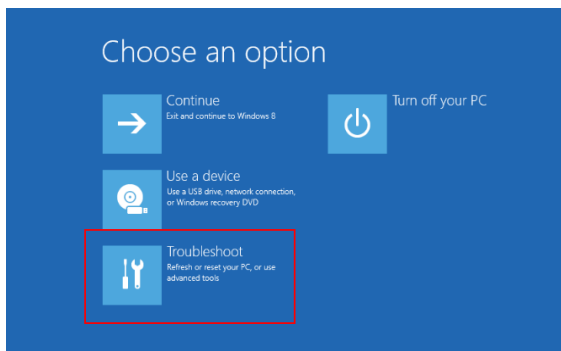 Choose an option
Continue
Exit and continue to Windows 8
Turn off your PC
Use a device
Use a USB drive, network connection,
or Windows recovery DVD
Troubleshoot
Refresh or reset your PC, or use
advanced tools